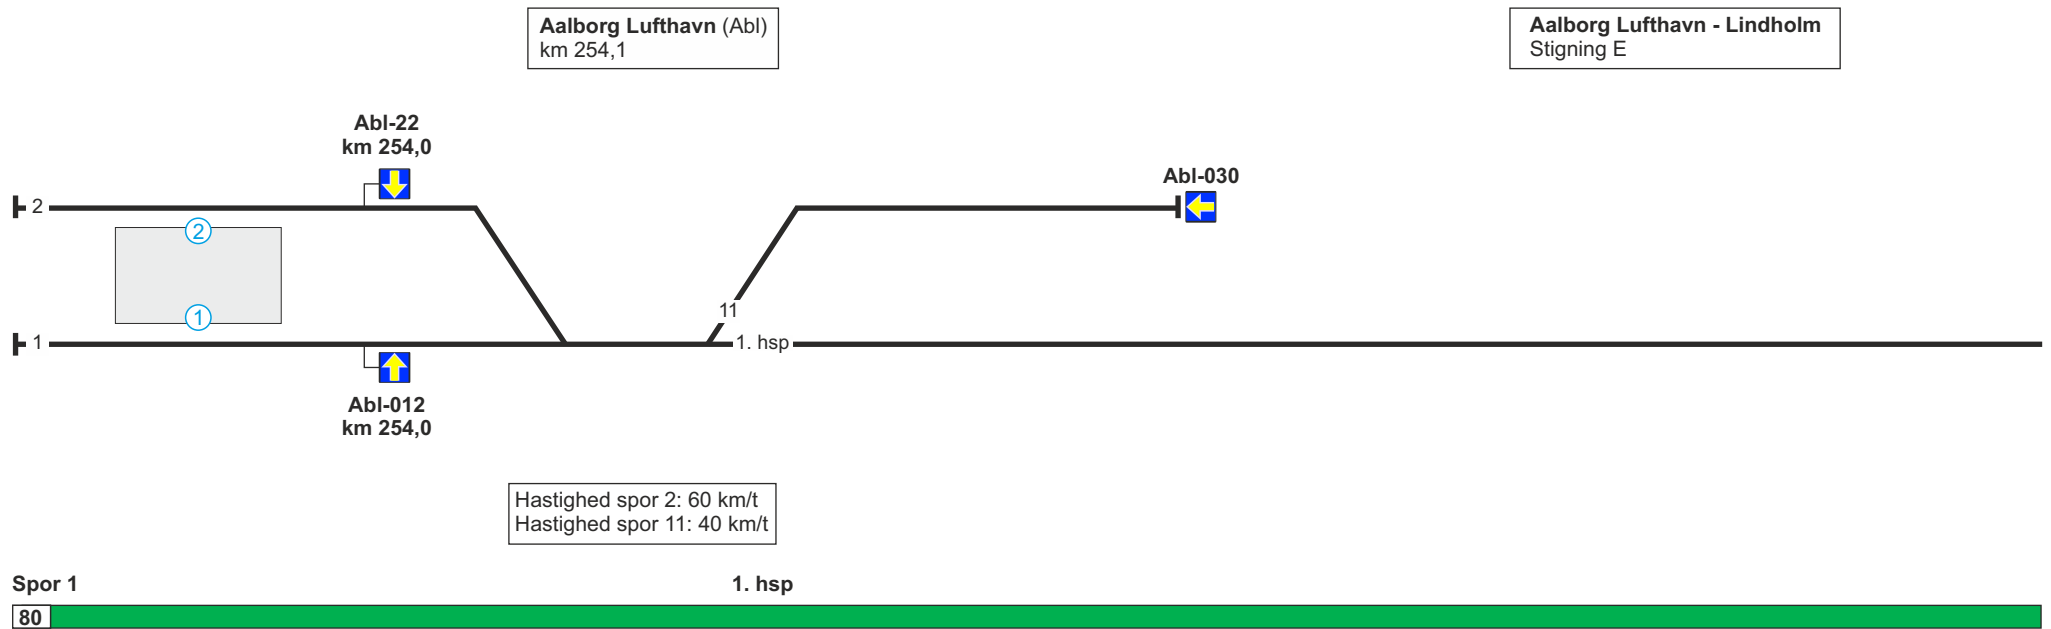 Aalborg Lufthavn (Abl)
km 254,1
Aalborg Lufthavn - Lindholm
Stigning E
Abl-22
km 254,0
Abl-030
2
2
11
1
1
1. hsp
Abl-012
km 254,0
Hastighed spor 2: 60 km/t
Hastighed spor 11: 40 km/t
Spor 1
1. hsp
80